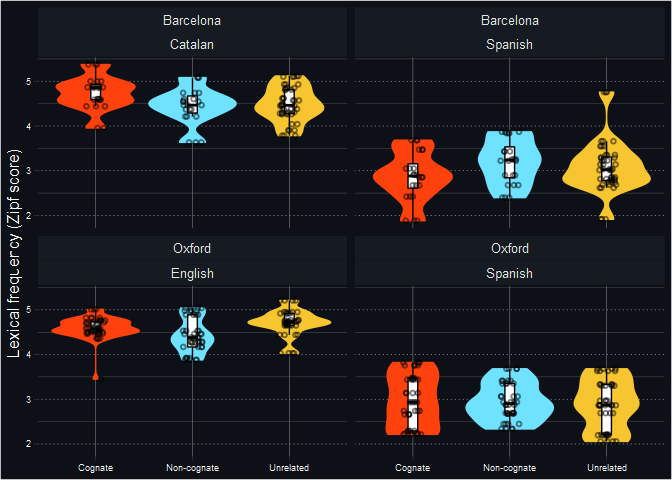 Barcelona
Catalan
Barcelona
Spanish
5
4
3
2
Oxford
English
Oxford
Spanish
5
4
3
2
Lexical frequency (Zipf score)
Cognate
Non-cognate
Unrelated
Cognate
Non-cognate
Unrelated